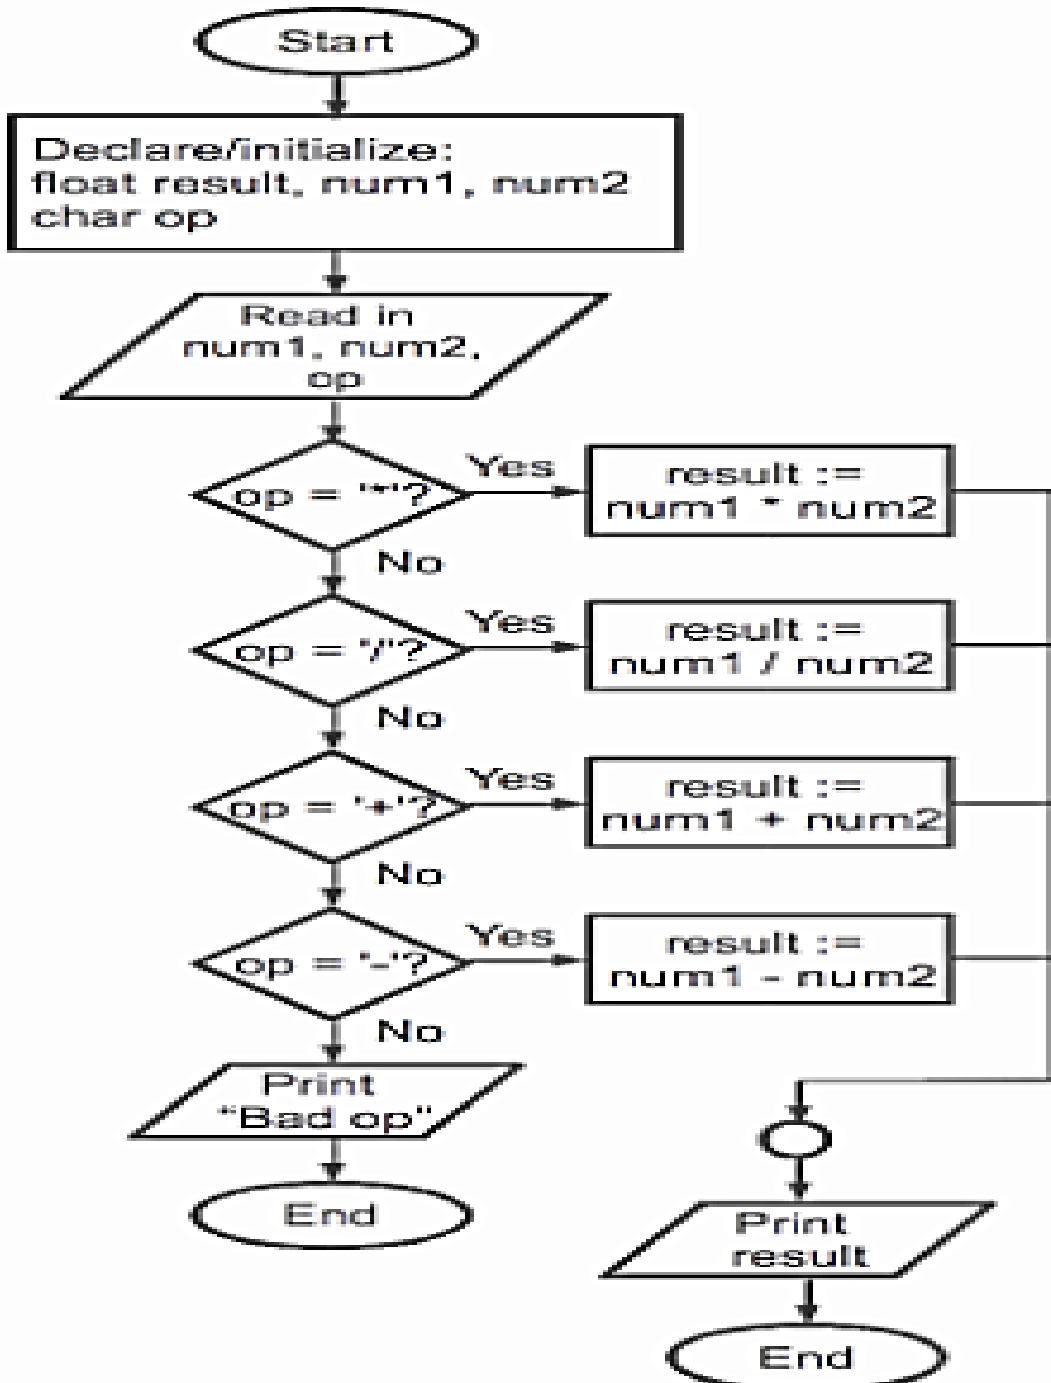 Start
Declare/initialize:
float result, num1, num2
char op
Read in
num1, num2,
op
op = '*'?
Yes
result :=
num1 * num2
No
op = '/'?
Yes
result :=
num1 / num2
No
op = '+'?
Yes
result :=
num1 + num2
No
op = '-'?
Yes
result :=
num1 - num2
No
Print
“Bad op"
End
Print
result
End